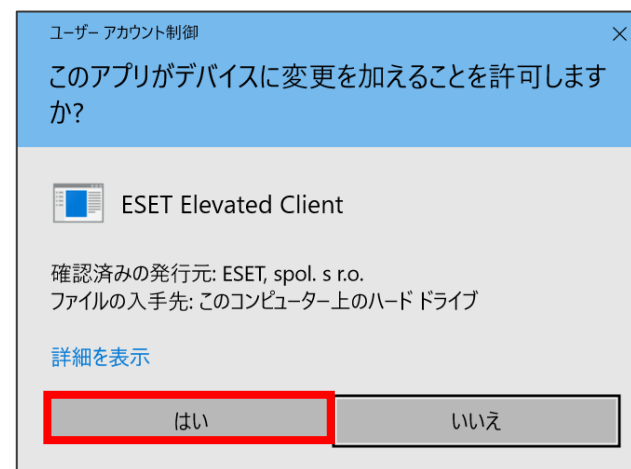 ユーザー アカウント制御
このアプリがデバイスに変更を加えることを許可します
か?
ESET Elevated Client
確認済みの発行元: ESET, spol. s r.o.
ファイルの入手先: このコンピューター上のハード ドライブ
詳細を表示
はい
いいえ